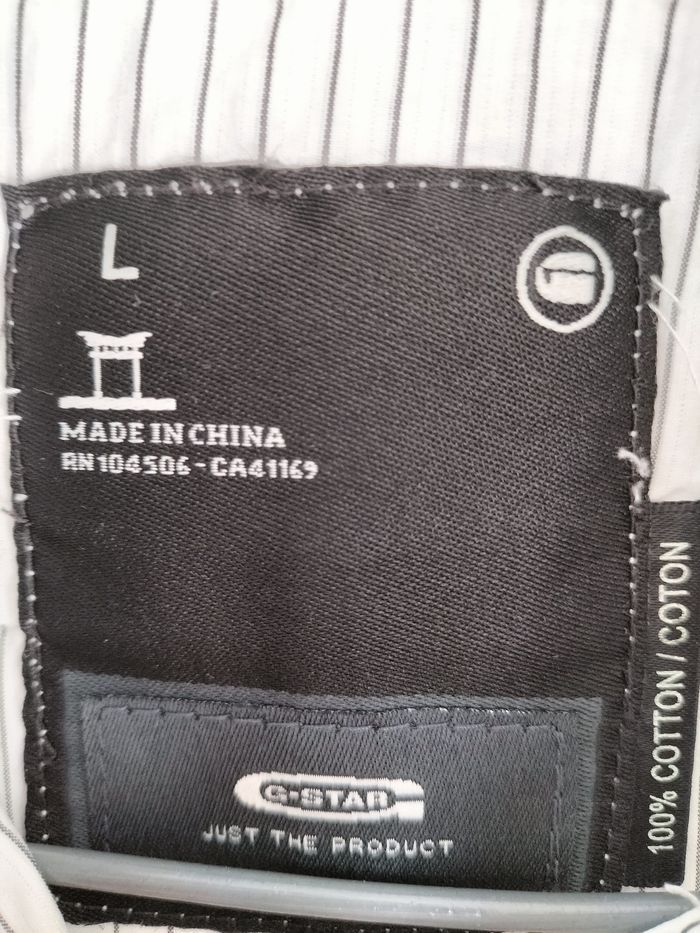 L
MADE IN CHINA
RN104506-CA41169
100% COTTON / COTON
G-STAR
JUST THE PRODUCT